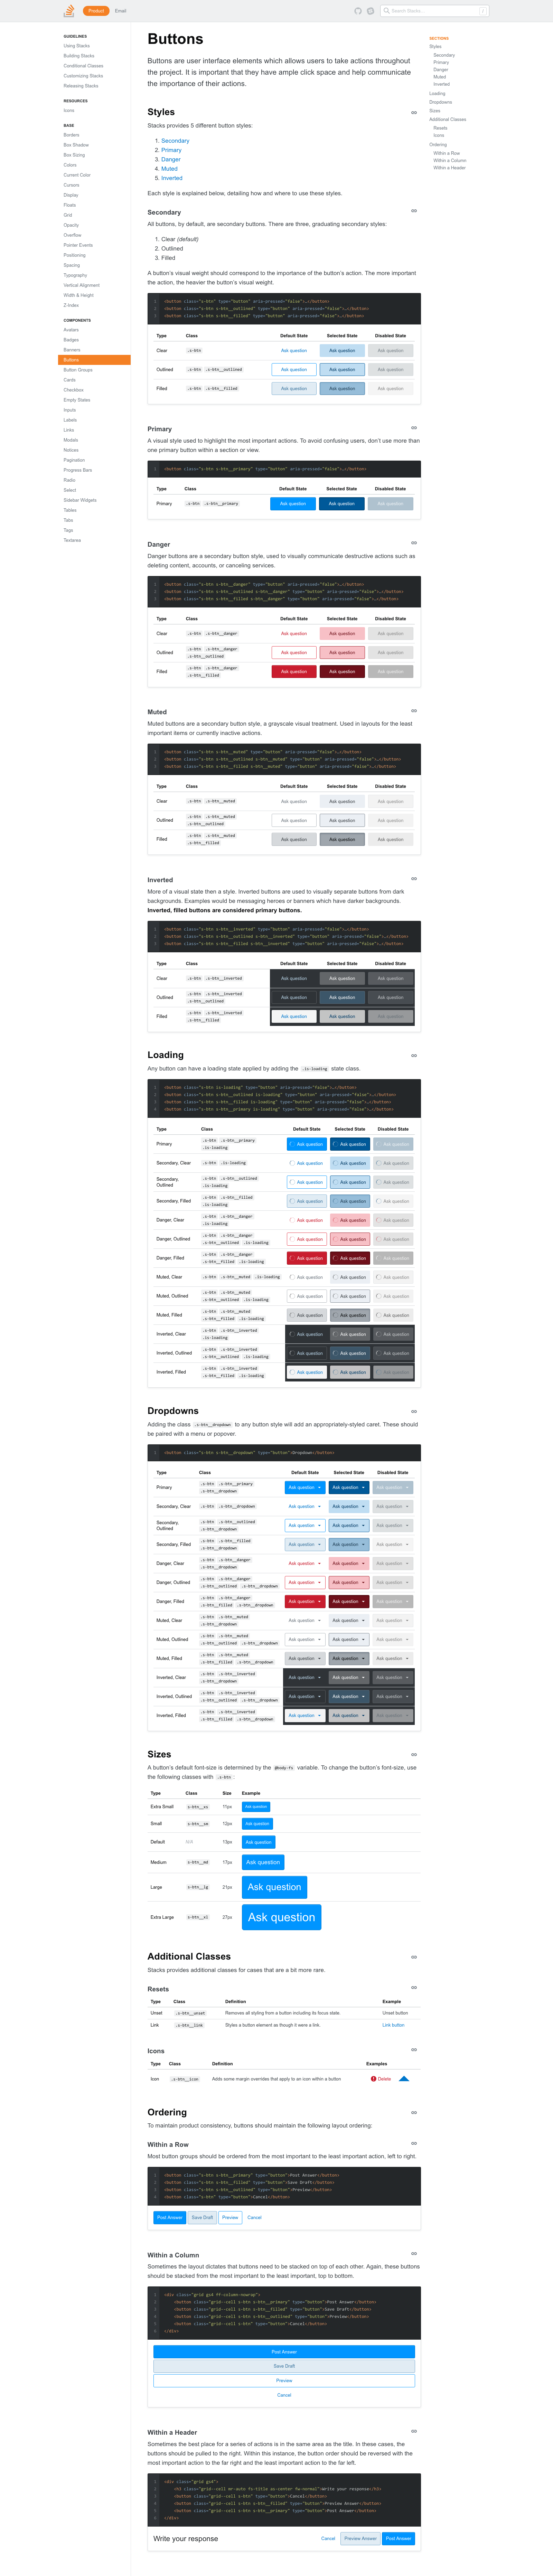 Product
Email
Search Stacks
GUIDELINES
Using Stacks
Building Stacks
Conditional Classes
Customizing Stacks
Releasing Stacks
RESOURCES
Icons
BASE
Borders
Box Shadow
Box Sizing
Colors
Current Color
Cursors
Display
Floats
Grid
Opacity
Overflow
Pointer Events
Positioning
Spacing
Typography
Vertical Alignment
Width & Height
Z-Index
COMPONENTS
Avatars
Badges
Banners
Buttons
Button Groups
Cards
Checkbox
Empty States
Inputs
Labels
Links
Modals
Notices
Pagination
Progress Bars
Radio
Select
Sidebar Widgets
Tables
Tabs
Tags
Textarea
SECTIONS
Styles
Secondary
Primary
Danger
Muted
Inverted
Loading
Dropdowns
Sizes
Additional Classes
Resets
Icons
Ordering
Within a Row
Within a Column
Within a Header
Buttons
Buttons are user interface elements which allows users to take actions throughout
the project. It is important that they have ample click space and help communicate
the importance of their actions.
Styles
Stacks provides 5 different button styles:
1. Secondary
2. Primary
3. Danger
4. Muted
5. Inverted
Each style is explained below, detailing how and where to use these styles.
Secondary
All buttons, by default, are secondary buttons. There are three, graduating secondary styles:
1. Clear (default)
2. Outlined
3. Filled
A button's visual weight should correspond to the importance of the button's action. The more important
the action, the heavier the button's visual weight.
<button class="s-btn" type="button" aria-pressed="false">…</button>
<button class="s-btn s-btn__outlined" type="button" aria-pressed="false">…</button>
<button class="s-btn s-btn__filled" type="button" aria-pressed="false">…</button>
Type Class Default State Selected State Disabled State
Clear .s-btn Ask question Ask question Ask question
Outlined .s-btn .s-btn__outlined Ask question Ask question Ask question
Filled .s-btn .s-btn__filled Ask question Ask question Ask question
Primary
A visual style used to highlight the most important actions. To avoid confusing users, don't use more than
one primary button within a section or view.
<button class="s-btn s-btn__primary" type="button" aria-pressed="false">…</button>
Type Class Default State Selected State Disabled State
Primary .s-btn .s-btn__primary Ask question Ask question Ask question
Danger
Danger buttons are a secondary button style, used to visually communicate destructive actions such as
deleting content, accounts, or canceling services.
<button class="s-btn s-btn__danger" type="button" aria-pressed="false">…</button>
<button class="s-btn s-btn__outlined s-btn__danger" type="button" aria-pressed="false">…</button>
<button class="s-btn s-btn__filled s-btn__danger" type="button" aria-pressed="false">…</button>
Type Class Default State Selected State Disabled State
Clear .s-btn .s-btn__danger Ask question Ask question Ask question
Outlined .s-btn .s-btn__danger .s-btn__outlined Ask question Ask question Ask question
Filled .s-btn .s-btn__danger .s-btn__filled Ask question Ask question Ask question
Muted
Muted buttons are a secondary button style, a grayscale visual treatment. Used in layouts for the least
important items or currently inactive actions.
<button class="s-btn s-btn__muted" type="button" aria-pressed="false">…</button>
<button class="s-btn s-btn__outlined s-btn__muted" type="button" aria-pressed="false">…</button>
<button class="s-btn s-btn__filled s-btn__muted" type="button" aria-pressed="false">…</button>
Type Class Default State Selected State Disabled State
Clear .s-btn .s-btn__muted Ask question Ask question Ask question
Outlined .s-btn .s-btn__muted .s-btn__outlined Ask question Ask question Ask question
Filled .s-btn .s-btn__muted .s-btn__filled Ask question Ask question Ask question
Inverted
More of a visual style then a style. Inverted buttons are used to visually separate buttons from dark
backgrounds. Examples would be messaging heroes or banners which have darker backgrounds.
Inverted, filled buttons are considered primary buttons.
<button class="s-btn s-btn__inverted" type="button" aria-pressed="false">…</button>
<button class="s-btn s-btn__outlined s-btn__inverted" type="button" aria-pressed="false">…</button>
<button class="s-btn s-btn__filled s-btn__inverted" type="button" aria-pressed="false">…</button>
Type Class Default State Selected State Disabled State
Clear .s-btn .s-btn__inverted Ask question Ask question Ask question
Outlined .s-btn .s-btn__inverted .s-btn__outlined Ask question Ask question Ask question
Filled .s-btn .s-btn__inverted .s-btn__filled Ask question Ask question Ask question
Loading
Any button can have a loading state applied by adding the .is-loading state class.
<button class="s-btn is-loading" type="button" aria-pressed="false">…</button>
<button class="s-btn s-btn__outlined is-loading" type="button" aria-pressed="false">…</button>
<button class="s-btn s-btn__filled is-loading" type="button" aria-pressed="false">…</button>
<button class="s-btn s-btn__primary is-loading" type="button" aria-pressed="false">…</button>
Type Class Default State Selected State Disabled State
Primary .s-btn .s-btn__primary .is-loading Ask question Ask question Ask question
Secondary, Clear .s-btn .is-loading Ask question Ask question Ask question
Secondary, Outlined .s-btn .s-btn__outlined .is-loading Ask question Ask question Ask question
Secondary, Filled .s-btn .s-btn__filled .is-loading Ask question Ask question Ask question
Danger, Clear .s-btn .s-btn__danger .is-loading Ask question Ask question Ask question
Danger, Outlined .s-btn .s-btn__danger .s-btn__outlined .is-loading Ask question Ask question Ask question
Danger, Filled .s-btn .s-btn__danger .s-btn__filled .is-loading Ask question Ask question Ask question
Muted, Clear .s-btn .s-btn__muted .is-loading Ask question Ask question Ask question
Muted, Outlined .s-btn .s-btn__muted .s-btn__outlined .is-loading Ask question Ask question Ask question
Muted, Filled .s-btn .s-btn__muted .s-btn__filled .is-loading Ask question Ask question Ask question
Inverted, Clear .s-btn .s-btn__inverted .is-loading Ask question Ask question Ask question
Inverted, Outlined .s-btn .s-btn__inverted .s-btn__outlined .is-loading Ask question Ask question Ask question
Inverted, Filled .s-btn .s-btn__inverted .s-btn__filled .is-loading Ask question Ask question Ask question
Dropdowns
Adding the class .s-btn__dropdown to any button style will add an appropriately-styled caret. These should
be paired with a menu or popover.
<button class="s-btn s-btn__dropdown" type="button">Dropdown</button>
Type Class Default State Selected State Disabled State
Primary .s-btn .s-btn__primary .s-btn__dropdown Ask question Ask question Ask question
Secondary, Clear .s-btn .s-btn__dropdown Ask question Ask question Ask question
Secondary, Outlined .s-btn .s-btn__outlined .s-btn__dropdown Ask question Ask question Ask question
Secondary, Filled .s-btn .s-btn__filled .s-btn__dropdown Ask question Ask question Ask question
Danger, Clear .s-btn .s-btn__danger .s-btn__dropdown Ask question Ask question Ask question
Danger, Outlined .s-btn .s-btn__danger .s-btn__outlined .s-btn__dropdown Ask question Ask question Ask question
Danger, Filled .s-btn .s-btn__danger .s-btn__filled .s-btn__dropdown Ask question Ask question Ask question
Muted, Clear .s-btn .s-btn__muted .s-btn__dropdown Ask question Ask question Ask question
Muted, Outlined .s-btn .s-btn__muted .s-btn__outlined .s-btn__dropdown Ask question Ask question Ask question
Muted, Filled .s-btn .s-btn__muted .s-btn__filled .s-btn__dropdown Ask question Ask question Ask question
Inverted, Clear .s-btn .s-btn__inverted .s-btn__dropdown Ask question Ask question Ask question
Inverted, Outlined .s-btn .s-btn__inverted .s-btn__outlined .s-btn__dropdown Ask question Ask question Ask question
Inverted, Filled .s-btn .s-btn__inverted .s-btn__filled .s-btn__dropdown Ask question Ask question Ask question
Sizes
A button's default font-size is determined by the @body-fs variable. To change the button's font-size, use
the following classes with .s-btn :
Type Class Size Example
Extra Small s-btn__xs 11px Ask question
Small s-btn__sm 12px Ask question
Default N/A 13px Ask question
Medium s-btn__md 17px Ask question
Large s-btn__lg 21px Ask question
Extra Large s-btn__xl 27px Ask question
Additional Classes
Stacks provides additional classes for cases that are a bit more rare.
Resets
Type Class Definition Example
Unset .s-btn__unset Removes all styling from a button including its focus state. Unset button
Link .s-btn__link Styles a button element as though it were a link. Link button
Icons
Type Class Definition Examples
Icon .s-btn__icon Adds some margin overrides that apply to an icon within a button Delete
Ordering
To maintain product consistency, buttons should maintain the following layout ordering:
Within a Row
Most button groups should be ordered from the most important to the least important action, left to right.
<button class="s-btn s-btn__primary" type="button">Post Answer</button>
<button class="s-btn s-btn__filled" type="button">Save Draft</button>
<button class="s-btn s-btn__outlined" type="button">Preview</button>
<button class="s-btn" type="button">Cancel</button>
Post Answer Save Draft Preview Cancel
Within a Column
Sometimes the layout dictates that buttons need to be stacked on top of each other. Again, these buttons
should be stacked from the most important to the least important, top to bottom.
<div class="grid gs4 ff-column-nowrap">
<button class="grid--cell s-btn s-btn__primary" type="button">Post Answer</button>
<button class="grid--cell s-btn s-btn__filled" type="button">Save Draft</button>
<button class="grid--cell s-btn s-btn__outlined" type="button">Preview</button>
<button class="grid--cell s-btn" type="button">Cancel</button>
</div>
Post Answer
Save Draft
Preview
Cancel
Within a Header
Sometimes the best place for a series of actions is in the same area as the title. In these cases, the
buttons should be pulled to the right. Within this instance, the button order should be reversed with the
most important action to the far right and the least important action to the far left.
<div class="grid gs4">
<h3 class="grid--cell mr-auto fs-title as-center fw-normal">Write your response</h3>
<button class="grid--cell s-btn" type="button">Cancel</button>
<button class="grid--cell s-btn s-btn__filled" type="button">Preview Answer</button>
<button class="grid--cell s-btn s-btn__primary" type="button">Post Answer</button>
</div>
Write your response Cancel Preview Answer Post Answer